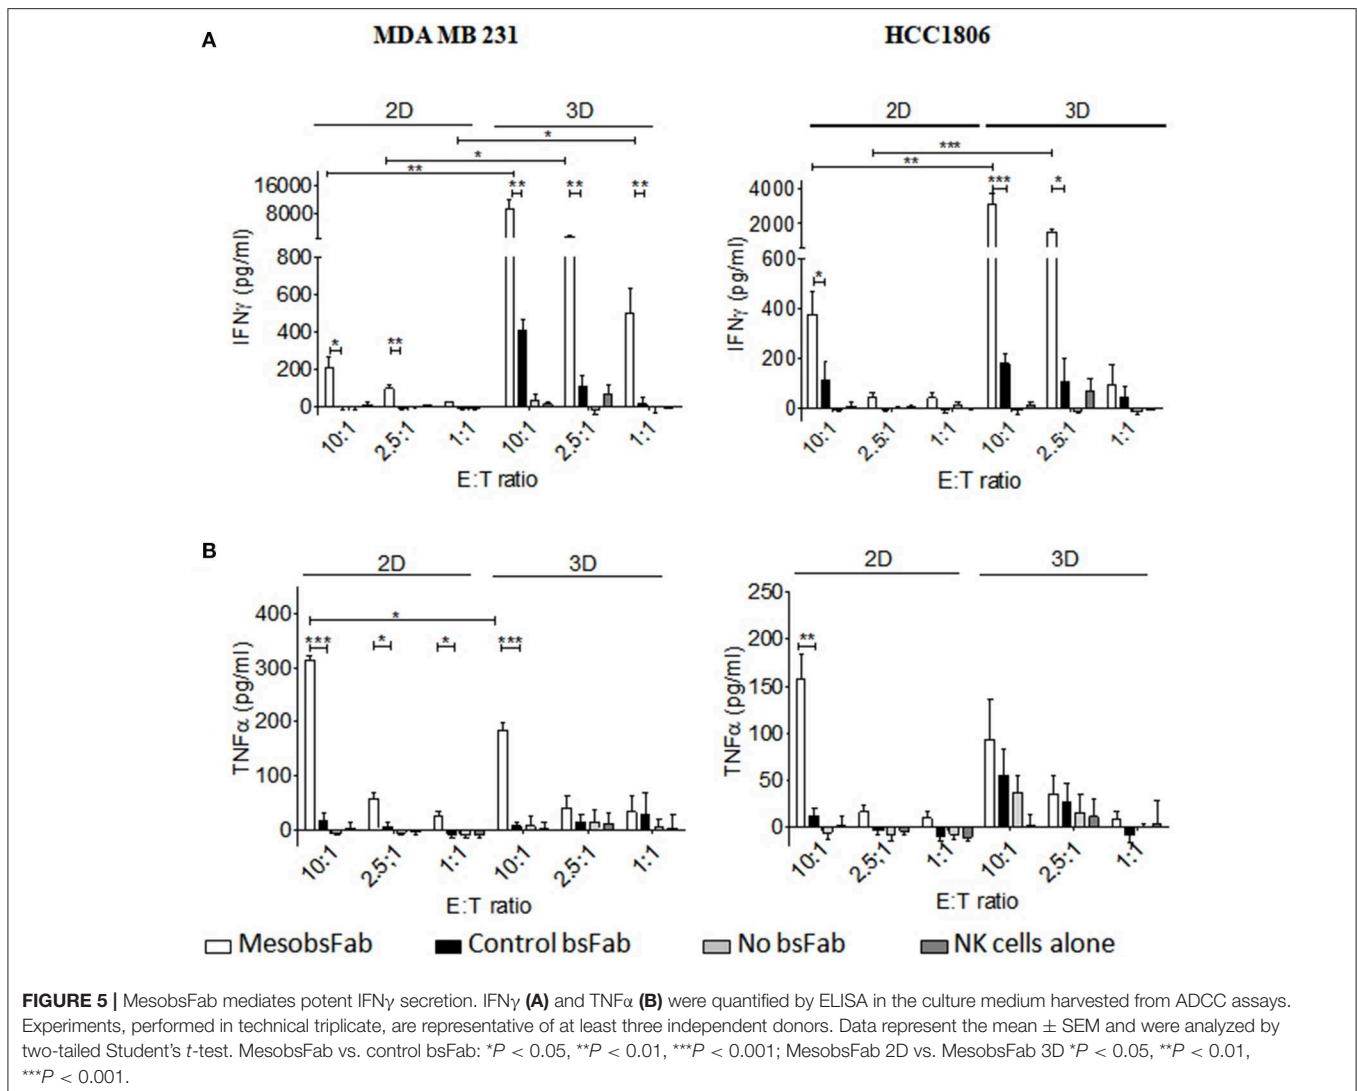 A
MDA MB 231
HCC1806
2D
3D
*
*
**
**
**
**
*
**
16000
8000
800
600
400
200
0
IFNγ (pg/ml)
10:1
2.5:1
1:1
10:1
2.5:1
1:1
E:T ratio
2D
3D
***
**
***
*
*
4000
2000
600
400
200
0
IFNγ (pg/ml)
10:1
2.5:1
1:1
10:1
2.5:1
1:1
E:T ratio
B
2D
3D
*
***
*
*
***
400
300
200
100
0
TNFα (pg/ml)
10:1
2.5;1
1:1
10:1
2.5:1
1:1
E:T ratio
2D
3D
**
250
200
150
100
50
0
TNFα (pg/ml)
10:1
2.5;1
1:1
10:1
2.5:1
1:1
E:T ratio
MesobsFab
Control bsFab
No bsFab
NK cells alone
FIGURE 5 | MesobsFab mediates potent IFNγ secretion. IFNγ (A) and TNFα (B) were quantified by ELISA in the culture medium harvested from ADCC assays.
Experiments, performed in technical triplicate, are representative of at least three independent donors. Data represent the mean ± SEM and were analyzed by
two-tailed Student's t-test. MesobsFab vs. control bsFab: *P < 0.05, **P < 0.01, ***P < 0.001; MesobsFab 2D vs. MesobsFab 3D *P < 0.05, **P < 0.01,
***P < 0.001.